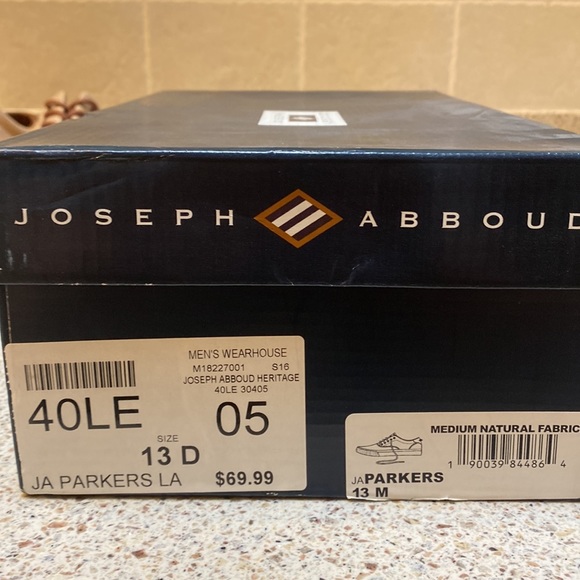 JOSEPH ABBOUD
MEN'S WEARHOUSE
M18227001 S16
JOSEPH ABBOUD HERITAGE
40LE 30405
40LE 05
SIZE
13 D
JA PARKERS LA $69.99
MEDIUM NATURAL FABRIC
1 90039 84486 4
JA PARKERS
13 M